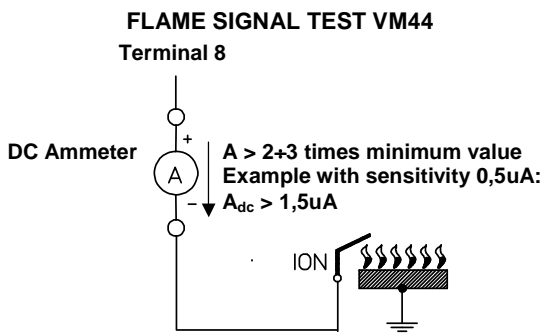 FLAME SIGNAL TEST VM44
Terminal 8
+
DC Ammeter
A
A > 2÷3 times minimum value
Example with sensitivity 0,5uA:
Adc > 1,5uA
−
ION